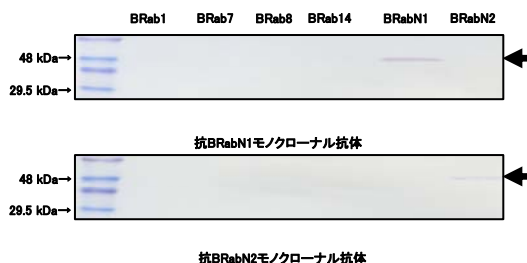 BRab1 BRab7 BRab8 BRab14 BRabN1 BRabN2
48 kDa→
29.5 kDa→
抗BRabN1モノクローナル抗体
48 kDa→
29.5 kDa→
抗BRabN2モノクローナル抗体